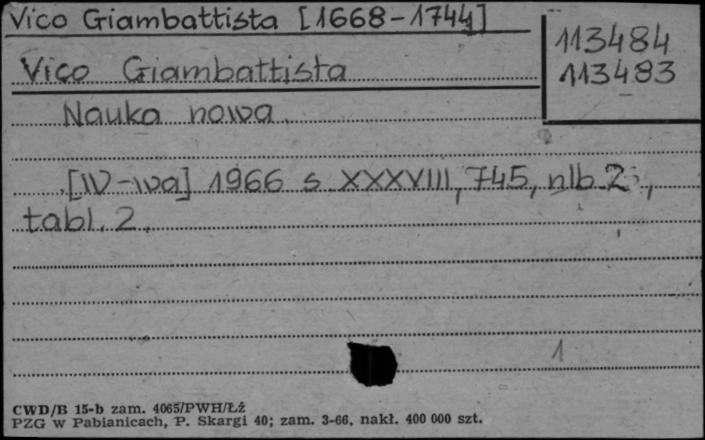 Vico Giambattista [1668-1744]
113484
113483
Vico Giambattista
Nauka nowa.
[W-wa] 1966 s. XXXVIII, 745, nlb. 2,
tabl. 2.
1
CWD/B 15-b zam. 4065/PWH/Łź
PZG w Pabianicach, P. Skargi 40; zam. 3-66, nakł. 400 000 szt.